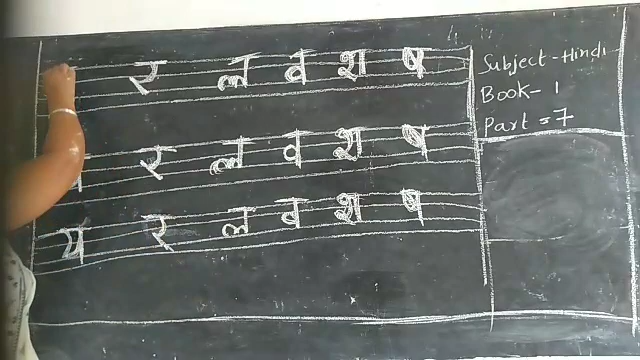 र ल व श ष
र ल व श ष
य र ल व श ष
Subject-Hindi
Book- 1
Part = 7